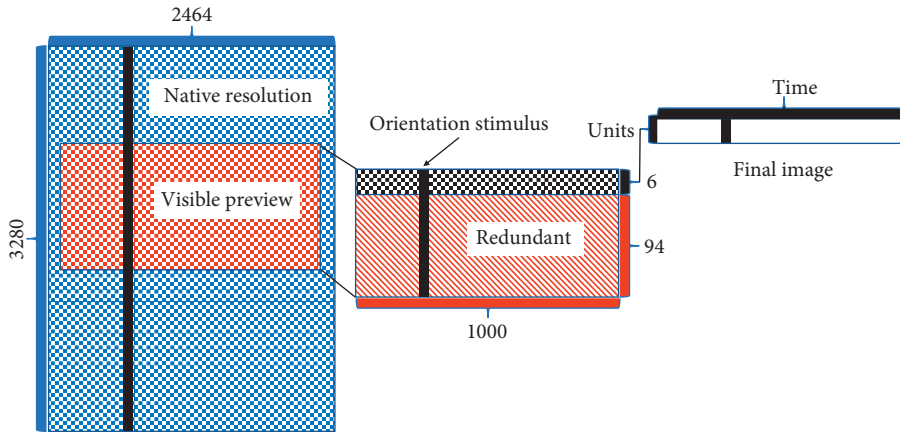 2464
Native resolution
Visible preview
3280
Orientation stimulus
Redundant
6
94
1000
Time
Units
Final image